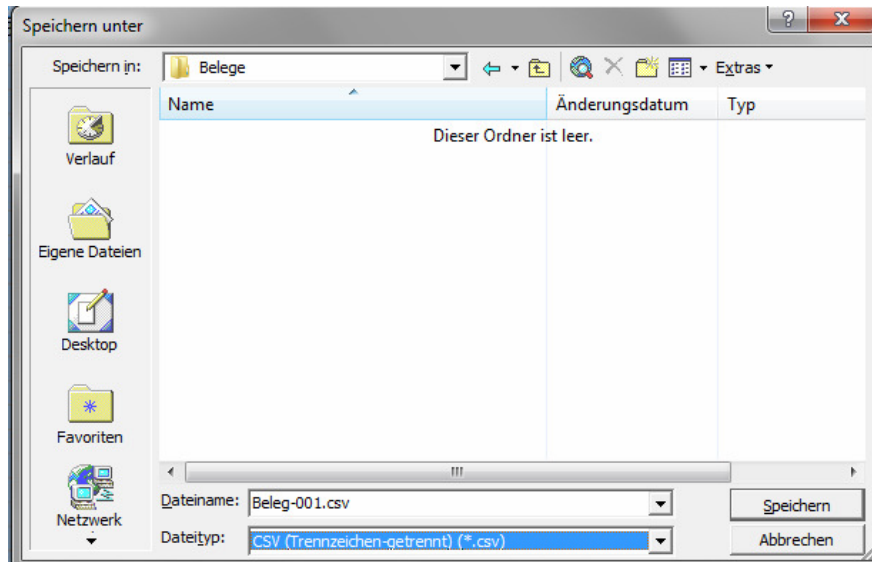 Speichern unter
Speichern in: Belege Extras
Name Änderungsdatum Typ
Dieser Ordner ist leer.
Verlauf
Eigene Dateien
Desktop
Favoriten
Netzwerk
Dateiname: Beleg-001.csv Speichern
Dateityp: CSV (Trennzeichen-getrennt) (*.csv) Abbrechen